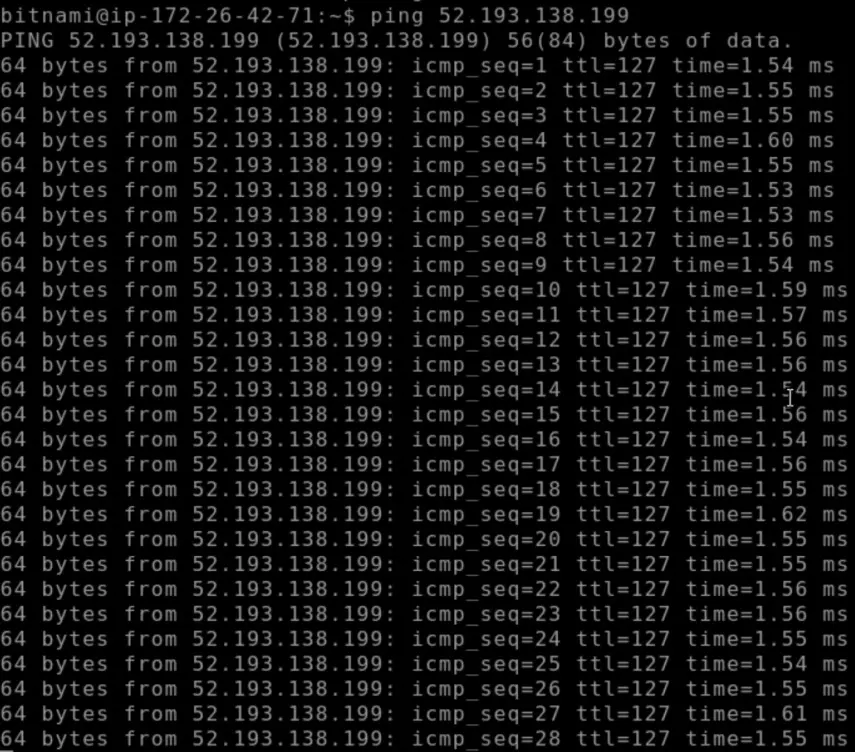 bitnami@ip-172-26-42-71:~$ ping 52.193.138.199
PING 52.193.138.199 (52.193.138.199) 56(84) bytes of data.
64 bytes from 52.193.138.199: icmp_seq=1 ttl=127 time=1.54 ms
64 bytes from 52.193.138.199: icmp_seq=2 ttl=127 time=1.55 ms
64 bytes from 52.193.138.199: icmp_seq=3 ttl=127 time=1.55 ms
64 bytes from 52.193.138.199: icmp_seq=4 ttl=127 time=1.60 ms
64 bytes from 52.193.138.199: icmp_seq=5 ttl=127 time=1.55 ms
64 bytes from 52.193.138.199: icmp_seq=6 ttl=127 time=1.53 ms
64 bytes from 52.193.138.199: icmp_seq=7 ttl=127 time=1.53 ms
64 bytes from 52.193.138.199: icmp_seq=8 ttl=127 time=1.56 ms
64 bytes from 52.193.138.199: icmp_seq=9 ttl=127 time=1.54 ms
64 bytes from 52.193.138.199: icmp_seq=10 ttl=127 time=1.59 ms
64 bytes from 52.193.138.199: icmp_seq=11 ttl=127 time=1.57 ms
64 bytes from 52.193.138.199: icmp_seq=12 ttl=127 time=1.56 ms
64 bytes from 52.193.138.199: icmp_seq=13 ttl=127 time=1.56 ms
64 bytes from 52.193.138.199: icmp_seq=14 ttl=127 time=1.54 ms
64 bytes from 52.193.138.199: icmp_seq=15 ttl=127 time=1.56 ms
64 bytes from 52.193.138.199: icmp_seq=16 ttl=127 time=1.54 ms
64 bytes from 52.193.138.199: icmp_seq=17 ttl=127 time=1.56 ms
64 bytes from 52.193.138.199: icmp_seq=18 ttl=127 time=1.55 ms
64 bytes from 52.193.138.199: icmp_seq=19 ttl=127 time=1.62 ms
64 bytes from 52.193.138.199: icmp_seq=20 ttl=127 time=1.55 ms
64 bytes from 52.193.138.199: icmp_seq=21 ttl=127 time=1.55 ms
64 bytes from 52.193.138.199: icmp_seq=22 ttl=127 time=1.56 ms
64 bytes from 52.193.138.199: icmp_seq=23 ttl=127 time=1.56 ms
64 bytes from 52.193.138.199: icmp_seq=24 ttl=127 time=1.55 ms
64 bytes from 52.193.138.199: icmp_seq=25 ttl=127 time=1.54 ms
64 bytes from 52.193.138.199: icmp_seq=26 ttl=127 time=1.55 ms
64 bytes from 52.193.138.199: icmp_seq=27 ttl=127 time=1.61 ms
64 bytes from 52.193.138.199: icmp_seq=28 ttl=127 time=1.55 ms